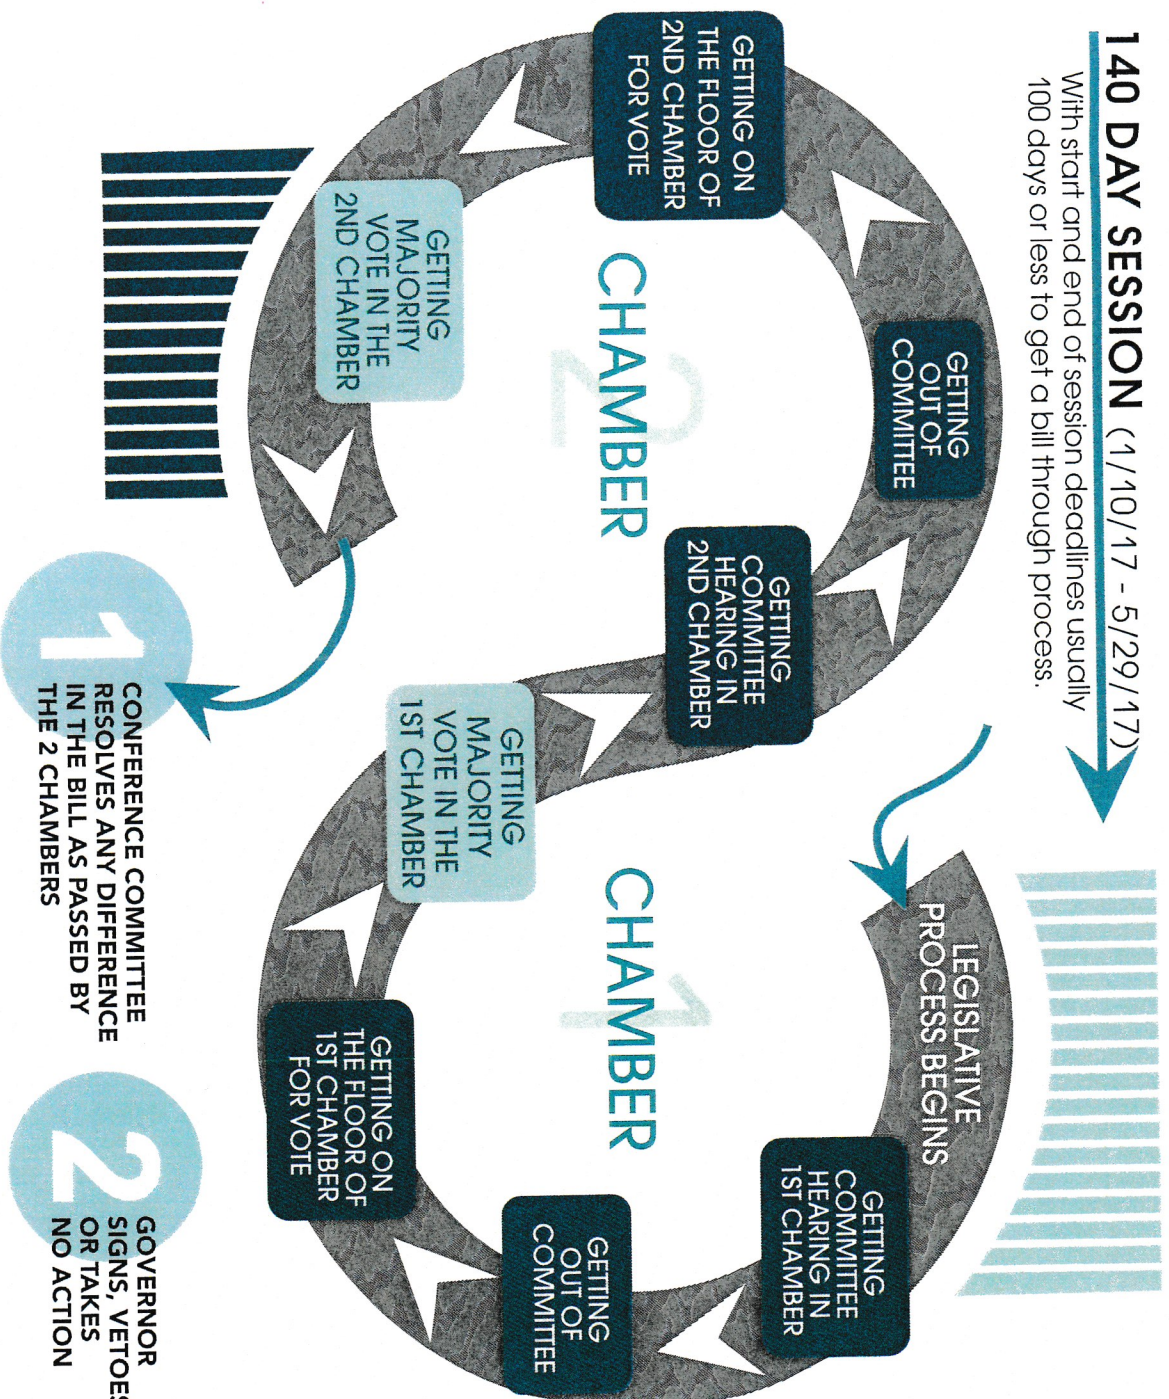 140 DAY SESSION (1/10/17 - 5/29/17)
With start and end of session deadlines usually
100 days or less to get a bill through process.
LEGISLATIVE
PROCESS BEGINS
GETTING
COMMITTEE
HEARING IN
1ST CHAMBER
GETTING
OUT OF
COMMITTEE
GETTING ON
THE FLOOR OF
1ST CHAMBER
FOR VOTE
GETTING
MAJORITY
VOTE IN THE
1ST CHAMBER
1
CHAMBER
GETTING
COMMITTEE
HEARING IN
2ND CHAMBER
GETTING
OUT OF
COMMITTEE
GETTING ON
THE FLOOR OF
2ND CHAMBER
FOR VOTE
GETTING
MAJORITY
VOTE IN THE
2ND CHAMBER
2
CHAMBER
1
CONFERENCE COMMITTEE
RESOLVES ANY DIFFERENCE
IN THE BILL AS PASSED BY
THE 2 CHAMBERS
2
GOVERNOR
SIGNS, VETOES
OR TAKES
NO ACTION